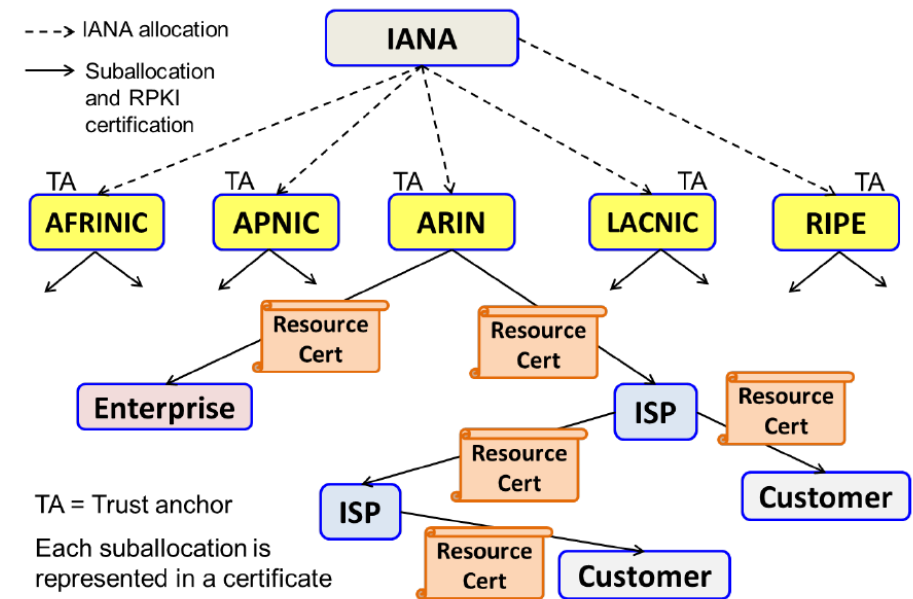 IANA allocation
Suballocation
and RPKI
certification
IANA
TA
TA
TA
TA
TA
AFRINIC
APNIC
ARIN
LACNIC
RIPE
Resource
Cert
Resource
Cert
Enterprise
ISP
Resource
Cert
Resource
Cert
ISP
Customer
Resource
Cert
Customer
TA = Trust anchor
Each suballocation is
represented in a certificate